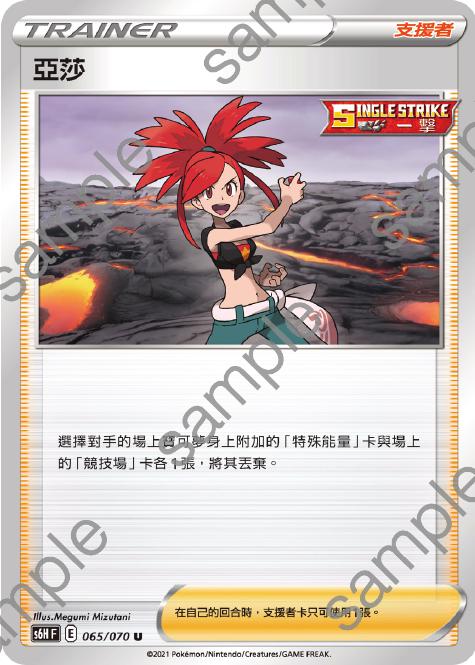 TRAINER
支援者
亞莎
SINGLE STRIKE
一擊
選擇對手的場上寶可夢身上附加的「特殊能量」卡與場上
的「競技場」卡各1張,將其丟棄。
Illus.Megumi Mizutani
在自己的回合時,支援者卡只可使用1張。
s6H F E 065/070 U
©2021 Pokémon/Nintendo/Creatures/GAME FREAK.
sample
sample
sample
sample
sample
sample
sample